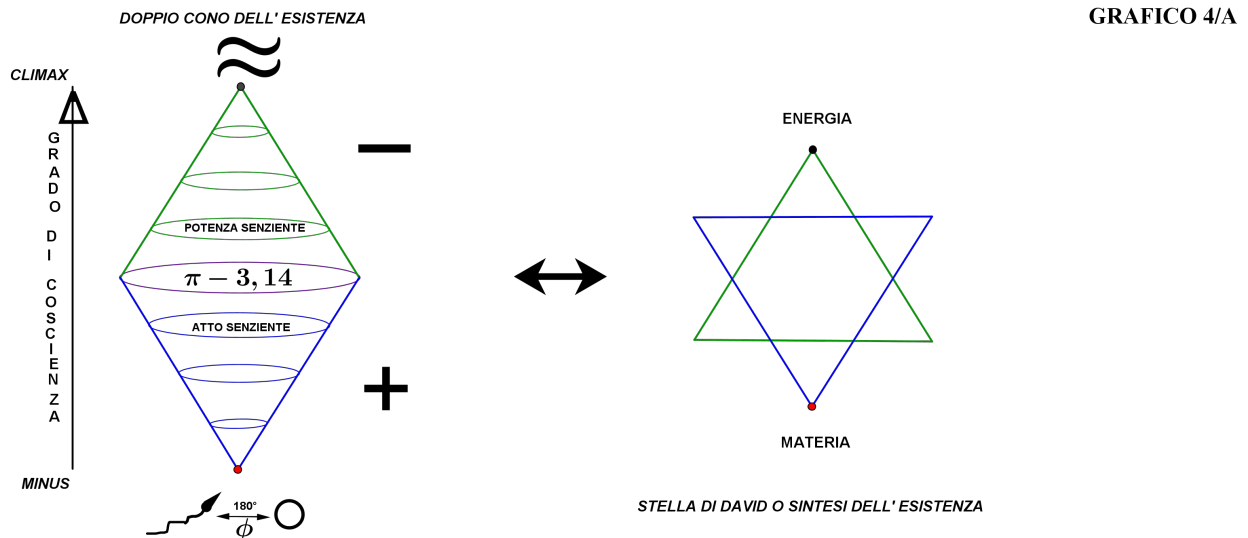 DOPPIO CONO DELL' ESISTENZA
GRAFICO 4/A
≈
CLIMAX
GRADO DI COSCIENZA
−
ENERGIA
POTENZA SENZIENTE
π − 3, 14
ATTO SENZIENTE
+
MATERIA
MINUS
180°
ϕ
STELLA DI DAVID O SINTESI DELL' ESISTENZA